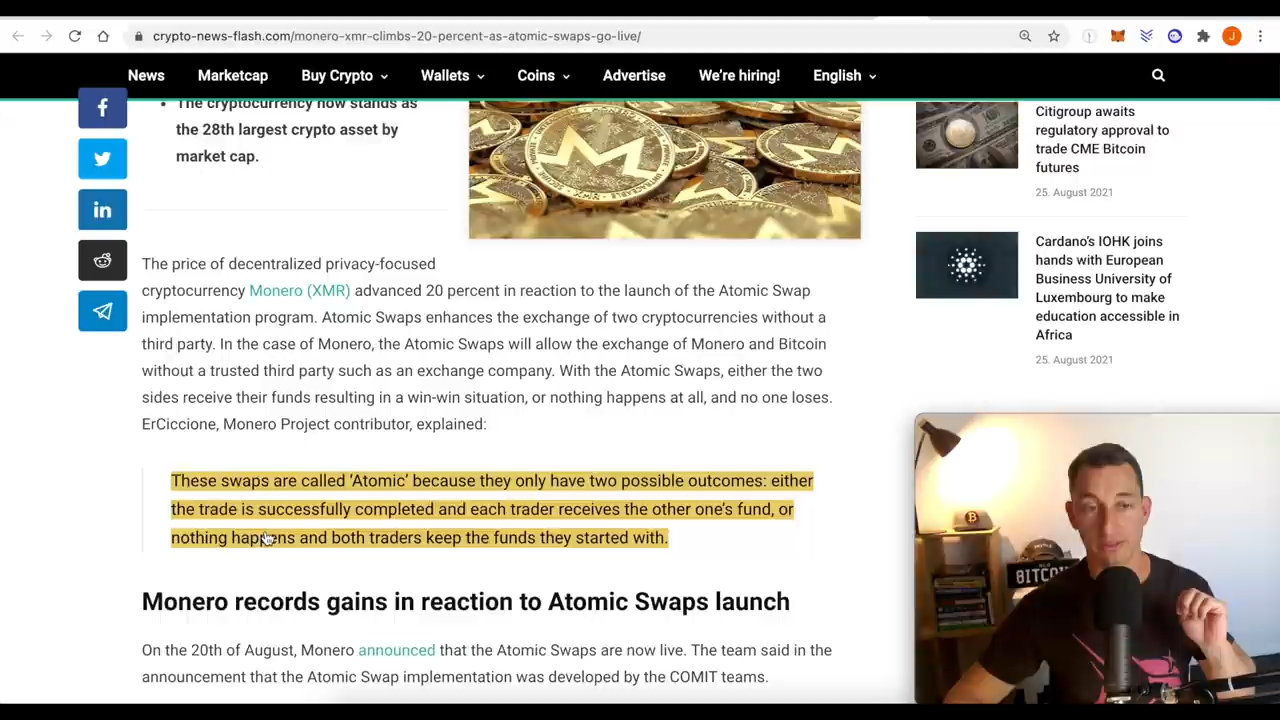 crypto-news-flash.com/monero-xmr-climbs-20-percent-as-atomic-swaps-go-live/
J
News Marketcap Buy Crypto Wallets Coins Advertise We're hiring! English
The cryptocurrency now stands as
the 28th largest crypto asset by
market cap.
Citigroup awaits
regulatory approval to
trade CME Bitcoin
futures
25. August 2021
Cardano's IOHK joins
hands with European
Business University of
Luxembourg to make
education accessible in
Africa
25. August 2021
The price of decentralized privacy-focused
cryptocurrency Monero (XMR) advanced 20 percent in reaction to the launch of the Atomic Swap
implementation program. Atomic Swaps enhances the exchange of two cryptocurrencies without a
third party. In the case of Monero, the Atomic Swaps will allow the exchange of Monero and Bitcoin
without a trusted third party such as an exchange company. With the Atomic Swaps, either the two
sides receive their funds resulting in a win-win situation, or nothing happens at all, and no one loses.
ErCiccione, Monero Project contributor, explained:
These swaps are called ‘Atomic’ because they only have two possible outcomes: either
the trade is successfully completed and each trader receives the other one's fund, or
nothing happens and both traders keep the funds they started with.
Monero records gains in reaction to Atomic Swaps launch
On the 20th of August, Monero announced that the Atomic Swaps are now live. The team said in the
announcement that the Atomic Swap implementation was developed by the COMIT teams.
BITCOIN